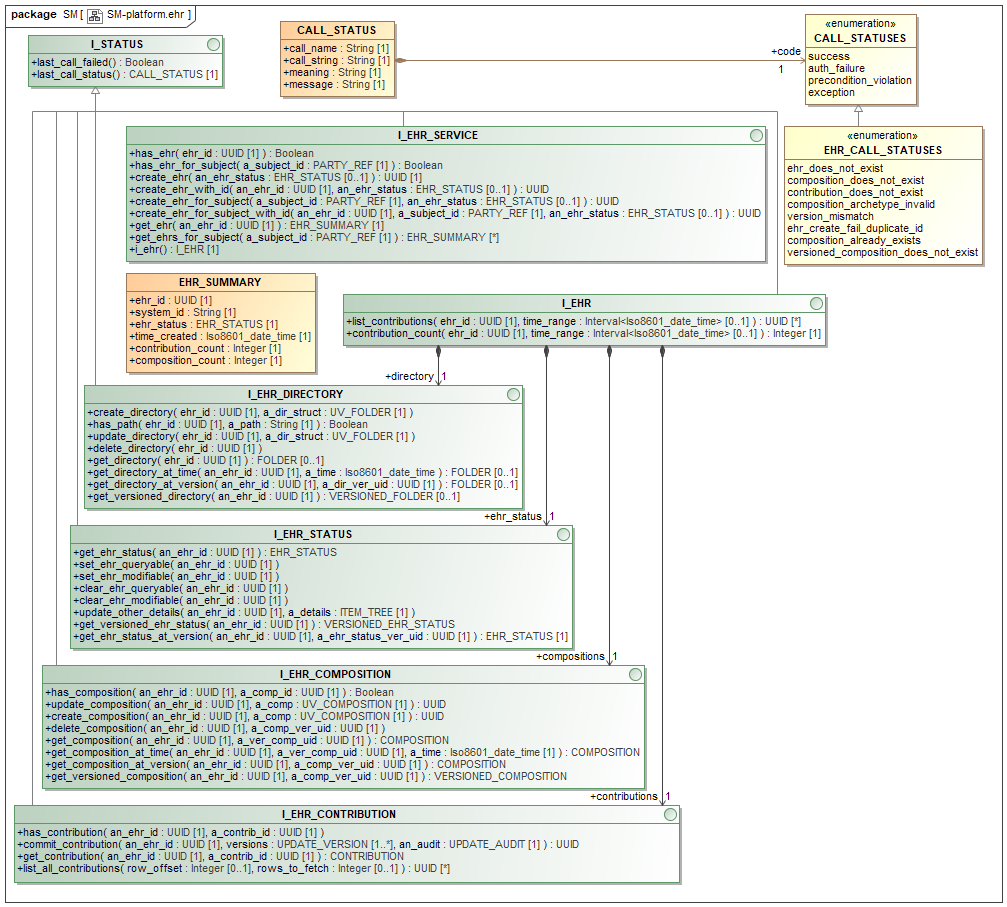 package SM [ SM-platform.ehr ]
I_STATUS
+last_call_failed() : Boolean
+last_call_status() : CALL_STATUS [1]
CALL_STATUS
+call_name : String [1]
+call_string : String [1]
+meaning : String [1]
+message : String [1]
+code
1
«enumeration»
CALL_STATUSES
success
auth_failure
precondition_violation
exception
«enumeration»
EHR_CALL_STATUSES
ehr_does_not_exist
composition_does_not_exist
contribution_does_not_exist
composition_archetype_invalid
version_mismatch
ehr_create_fail_duplicate_id
composition_already_exists
versioned_composition_does_not_exist
I_EHR_SERVICE
+has_ehr( ehr_id : UUID [1] ) : Boolean
+has_ehr_for_subject( a_subject_id : PARTY_REF [1] ) : Boolean
+create_ehr( an_ehr_status : EHR_STATUS [0..1] ) : UUID [1]
+create_ehr_with_id( an_ehr_id : UUID [1], an_ehr_status : EHR_STATUS [0..1] ) : UUID
+create_ehr_for_subject( a_subject_id : PARTY_REF [1], an_ehr_status : EHR_STATUS [0..1] ) : UUID
+create_ehr_for_subject_with_id( an_ehr_id : UUID [1], a_subject_id : PARTY_REF [1], an_ehr_status : EHR_STATUS [0..1] ) : UUID
+get_ehr( an_ehr_id : UUID [1] ) : EHR_SUMMARY [1]
+get_ehrs_for_subject( a_subject_id : PARTY_REF [1] ) : EHR_SUMMARY [*]
+i_ehr() : I_EHR [1]
EHR_SUMMARY
+ehr_id : UUID [1]
+system_id : String [1]
+ehr_status : EHR_STATUS [1]
+time_created : Iso8601_date_time [1]
+contribution_count : Integer [1]
+composition_count : Integer [1]
I_EHR
+list_contributions( ehr_id : UUID [1], time_range : Interval<Iso8601_date_time> [0..1] ) : UUID [*]
+contribution_count( ehr_id : UUID [1], time_range : Interval<Iso8601_date_time> [0..1] ) : Integer [1]
+directory 1
I_EHR_DIRECTORY
+create_directory( ehr_id : UUID [1], a_dir_struct : UV_FOLDER [1] )
+has_path( ehr_id : UUID [1], a_path : String [1] ) : Boolean
+update_directory( ehr_id : UUID [1], a_dir_struct : UV_FOLDER [1] )
+delete_directory( ehr_id : UUID [1] )
+get_directory( ehr_id : UUID [1] ) : FOLDER [0..1]
+get_directory_at_time( an_ehr_id : UUID [1], a_time : Iso8601_date_time ) : FOLDER [0..1]
+get_directory_at_version( an_ehr_id : UUID [1], a_dir_ver_uid : UUID [1] ) : FOLDER [0..1]
+get_versioned_directory( an_ehr_id : UUID [1] ) : VERSIONED_FOLDER [0..1]
+ehr_status 1
I_EHR_STATUS
+get_ehr_status( an_ehr_id : UUID [1] ) : EHR_STATUS
+set_ehr_queryable( an_ehr_id : UUID [1] )
+set_ehr_modifiable( an_ehr_id : UUID [1] )
+clear_ehr_queryable( an_ehr_id : UUID [1] )
+clear_ehr_modifiable( an_ehr_id : UUID [1] )
+update_other_details( an_ehr_id : UUID [1], a_details : ITEM_TREE [1] )
+get_versioned_ehr_status( an_ehr_id : UUID [1] ) : VERSIONED_EHR_STATUS
+get_ehr_status_at_version( an_ehr_id : UUID [1], a_ehr_status_ver_uid : UUID [1] ) : EHR_STATUS [1]
+compositions 1
I_EHR_COMPOSITION
+has_composition( an_ehr_id : UUID [1], a_comp_id : UUID [1] ) : Boolean
+update_composition( an_ehr_id : UUID [1], a_comp : UV_COMPOSITION [1] ) : UUID
+create_composition( an_ehr_id : UUID [1], a_comp : UV_COMPOSITION [1] ) : UUID
+delete_composition( an_ehr_id : UUID [1], a_comp_ver_uid : UUID [1] )
+get_composition( an_ehr_id : UUID [1], a_ver_comp_uid : UUID [1] ) : COMPOSITION
+get_composition_at_time( an_ehr_id : UUID [1], a_ver_comp_uid : UUID [1], a_time : Iso8601_date_time [1] ) : COMPOSITION
+get_composition_at_version( an_ehr_id : UUID [1], a_comp_ver_uid : UUID [1] ) : COMPOSITION
+get_versioned_composition( an_ehr_id : UUID [1], a_comp_ver_uid : UUID [1] ) : VERSIONED_COMPOSITION
+contributions 1
I_EHR_CONTRIBUTION
+has_contribution( an_ehr_id : UUID [1], a_contrib_id : UUID [1] )
+commit_contribution( an_ehr_id : UUID [1], versions : UPDATE_VERSION [1..*], an_audit : UPDATE_AUDIT [1] ) : UUID
+get_contribution( an_ehr_id : UUID [1], a_contrib_id : UUID [1] ) : CONTRIBUTION
+list_all_contributions( row_offset : Integer [0..1], rows_to_fetch : Integer [0..1] ) : UUID [*]